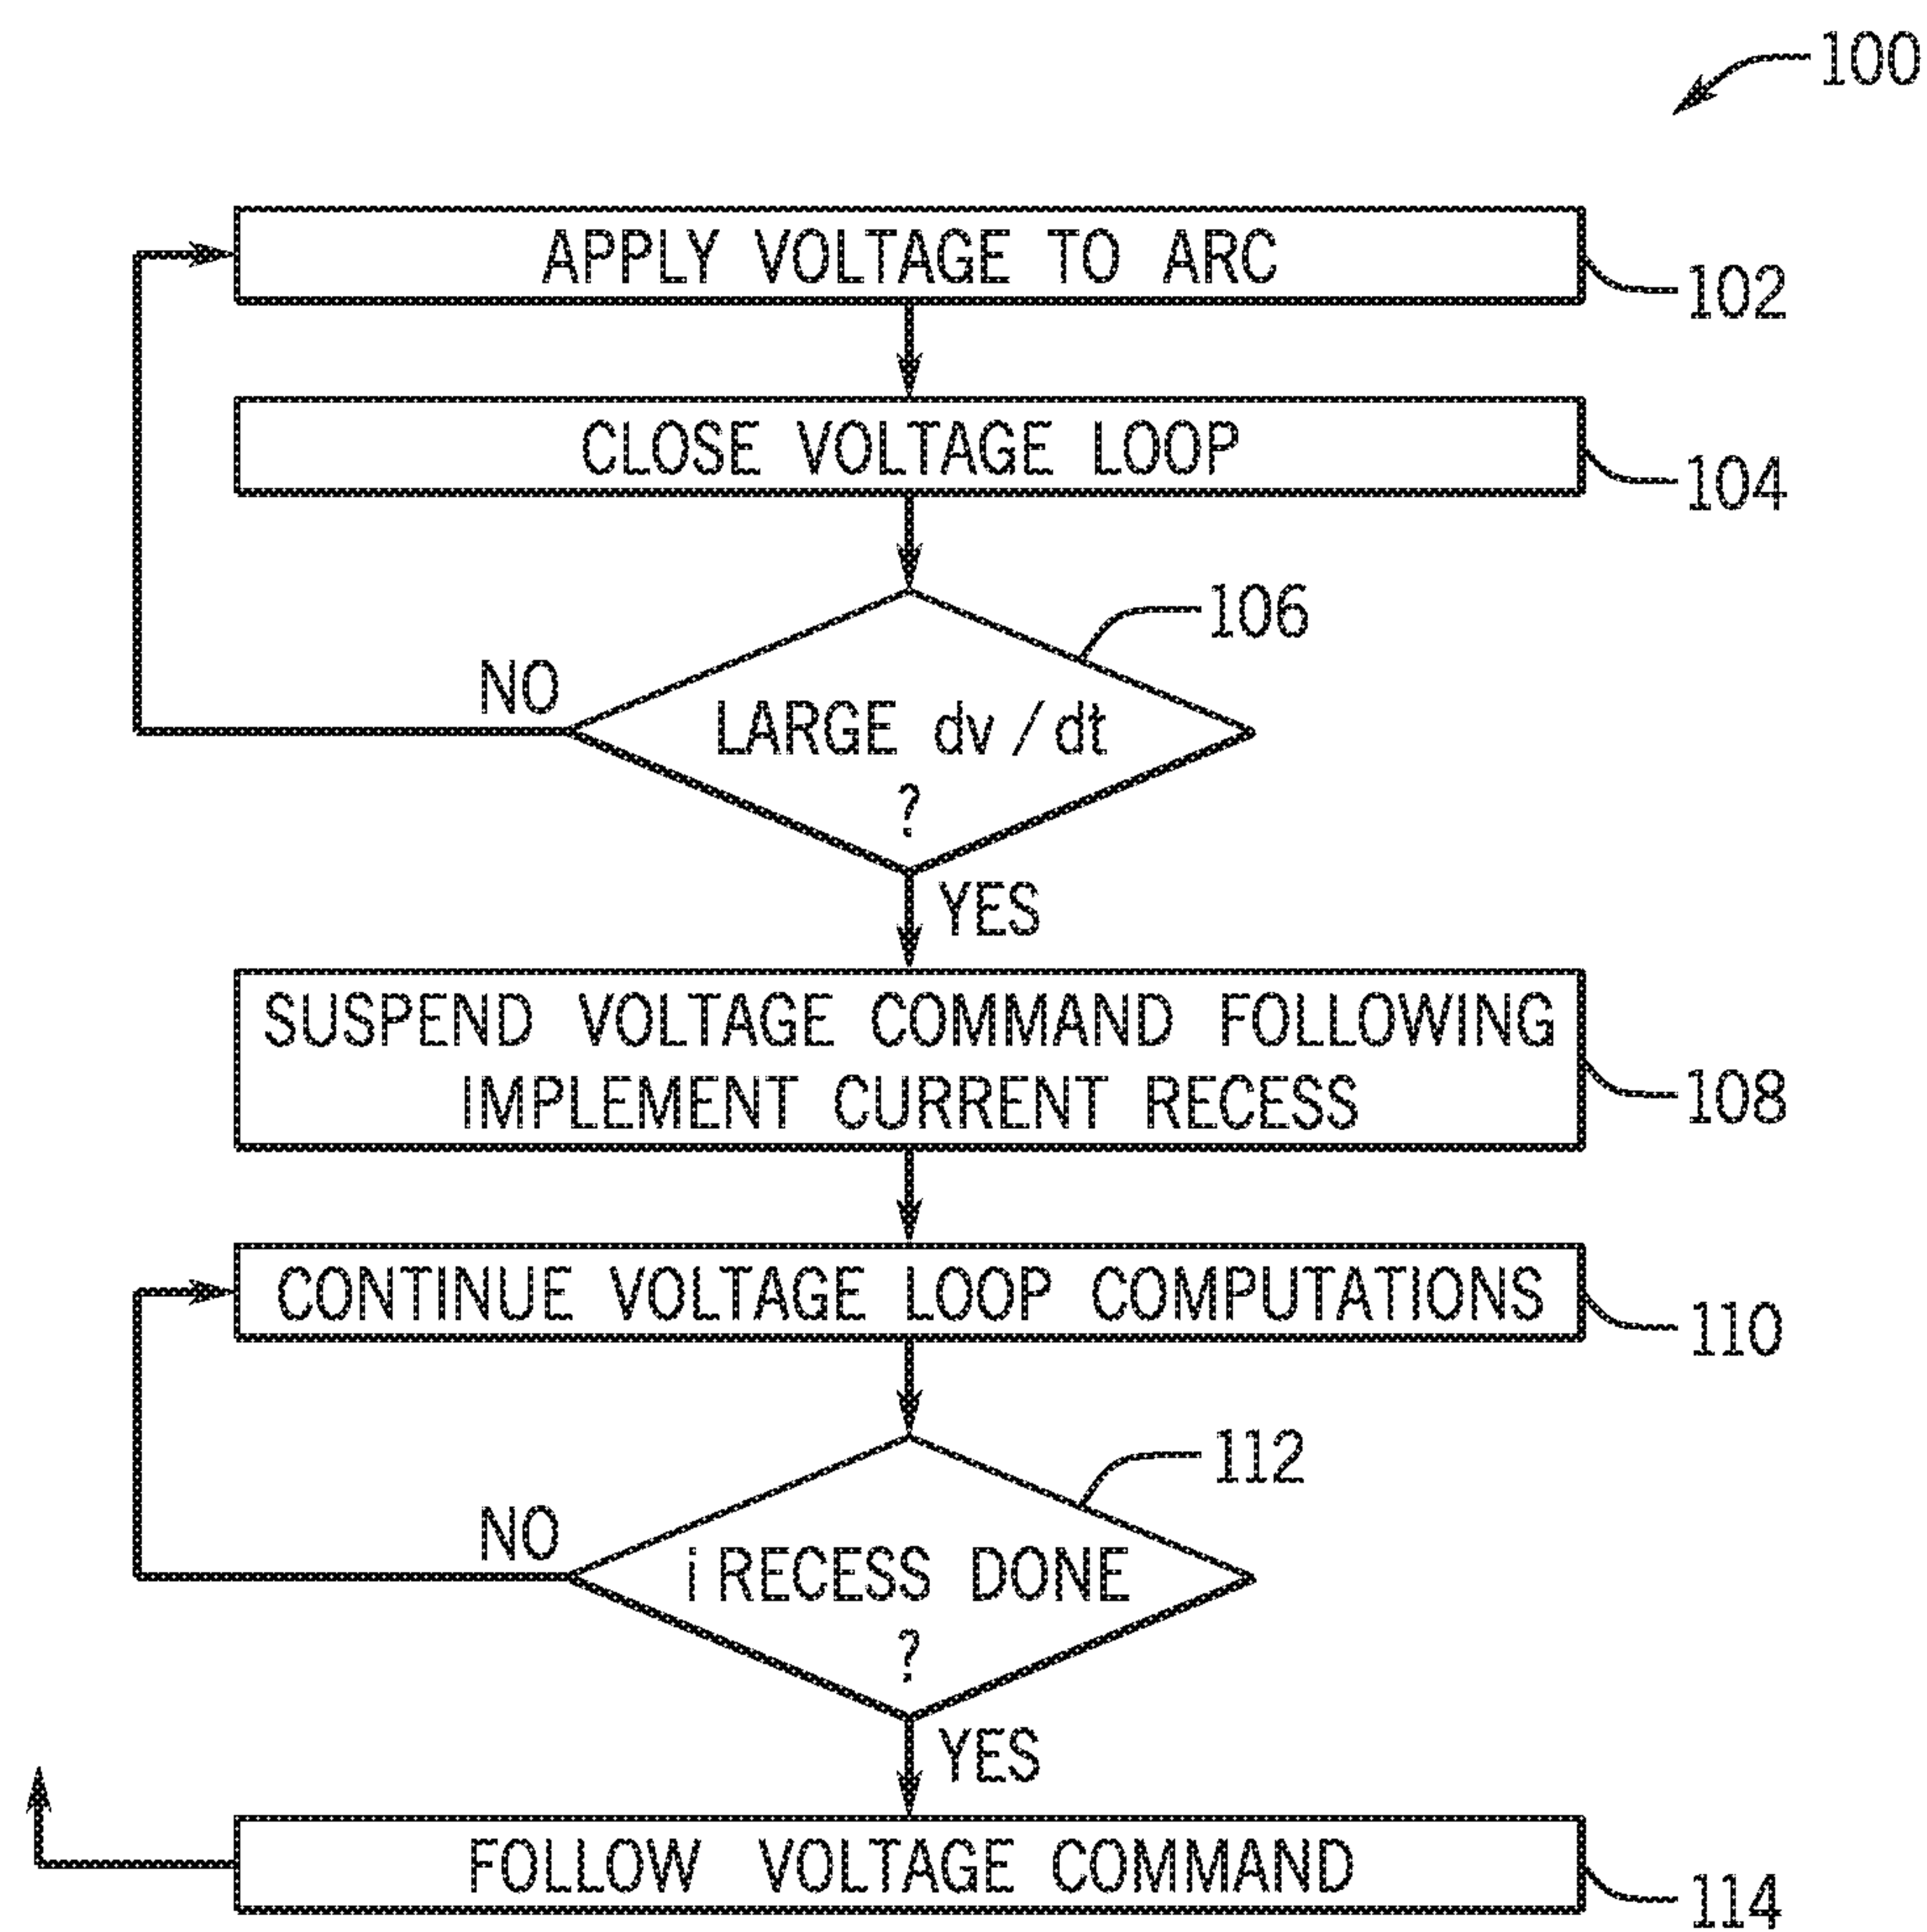 100
APPLY VOLTAGE TO ARC
102
CLOSE VOLTAGE LOOP
104
106
NO
LARGE dv/dt
?
YES
SUSPEND VOLTAGE COMMAND FOLLOWING
IMPLEMENT CURRENT RECESS
108
CONTINUE VOLTAGE LOOP COMPUTATIONS
110
112
NO
i RECESS DONE
?
YES
FOLLOW VOLTAGE COMMAND
114